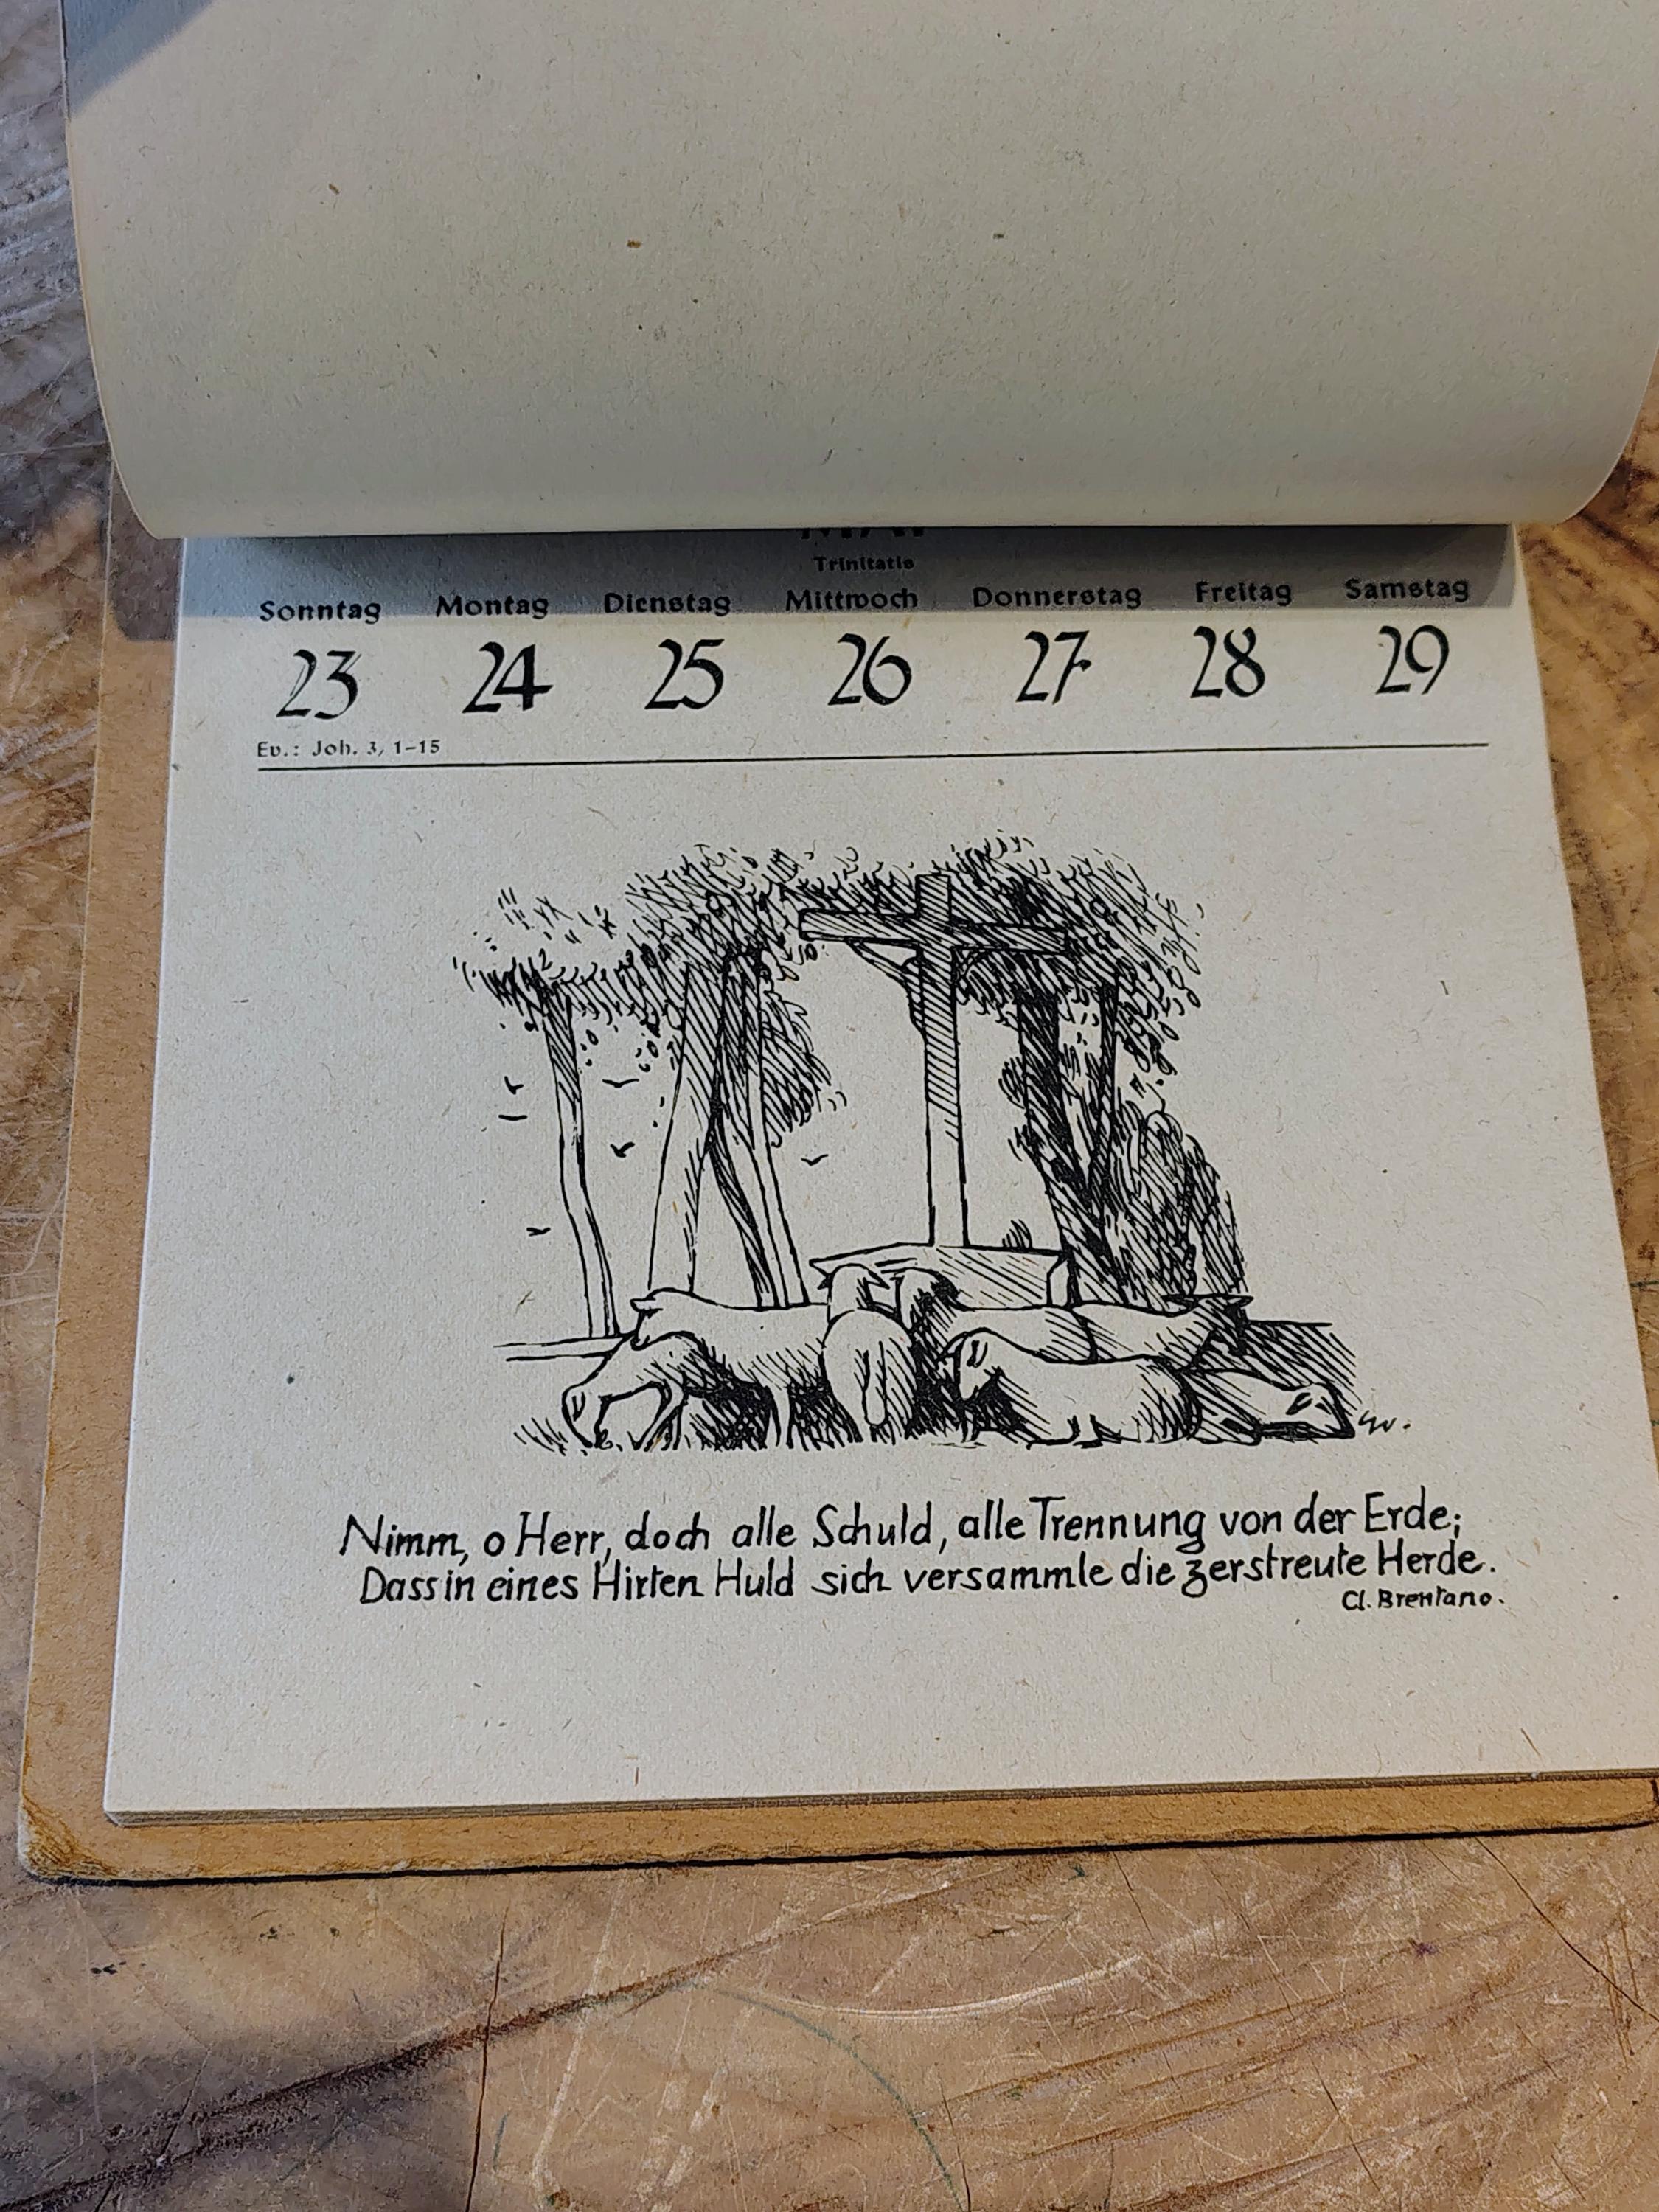 MAI
Trinitatis
Sonntag Montag Dienstag Mittwoch Donnerstag Freitag Samstag
23 24 25 26 27 28 29
Ev.: Joh. 3, 1-15
Nimm, o Herr, doch alle Schuld, alle Trennung von der Erde;
Dass in eines Hirten Huld sich versammle die zerstreute Herde.
Cl. Brentano.